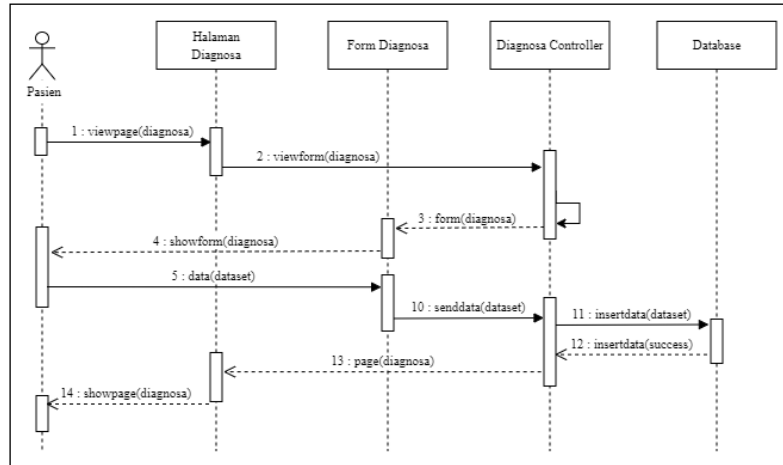 Halaman
Diagnosa
Form Diagnosa
Diagnosa Controller
Database
Pasien
1 : viewpage(diagnosa)
2 : viewform(diagnosa)
3 : form(diagnosa)
4 : showform(diagnosa)
5 : data(dataset)
10 : senddata(dataset)
11 : insertdata(dataset)
12 : insertdata(success)
13 : page(diagnosa)
14 : showpage(diagnosa)